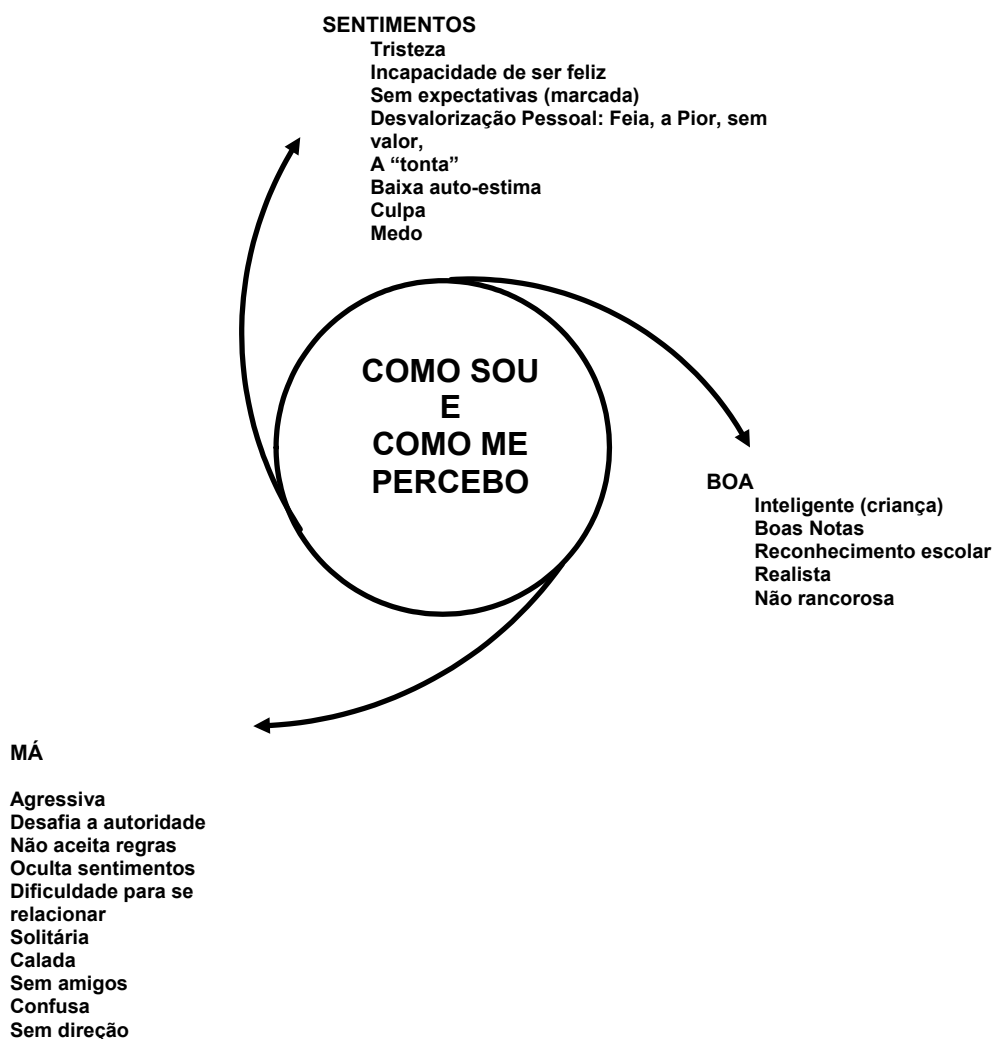 SENTIMENTOS
Tristeza
Incapacidade de ser feliz
Sem expectativas (marcada)
Desvalorização Pessoal: Feia, a Pior, sem
valor,
A “tonta”
Baixa auto-estima
Culpa
Medo
COMO SOU
E
COMO ME
PERCEBO
BOA
Inteligente (criança)
Boas Notas
Reconhecimento escolar
Realista
Não rancorosa
MÁ
Agressiva
Desafia a autoridade
Não aceita regras
Oculta sentimentos
Dificuldade para se
relacionar
Solitária
Calada
Sem amigos
Confusa
Sem direção